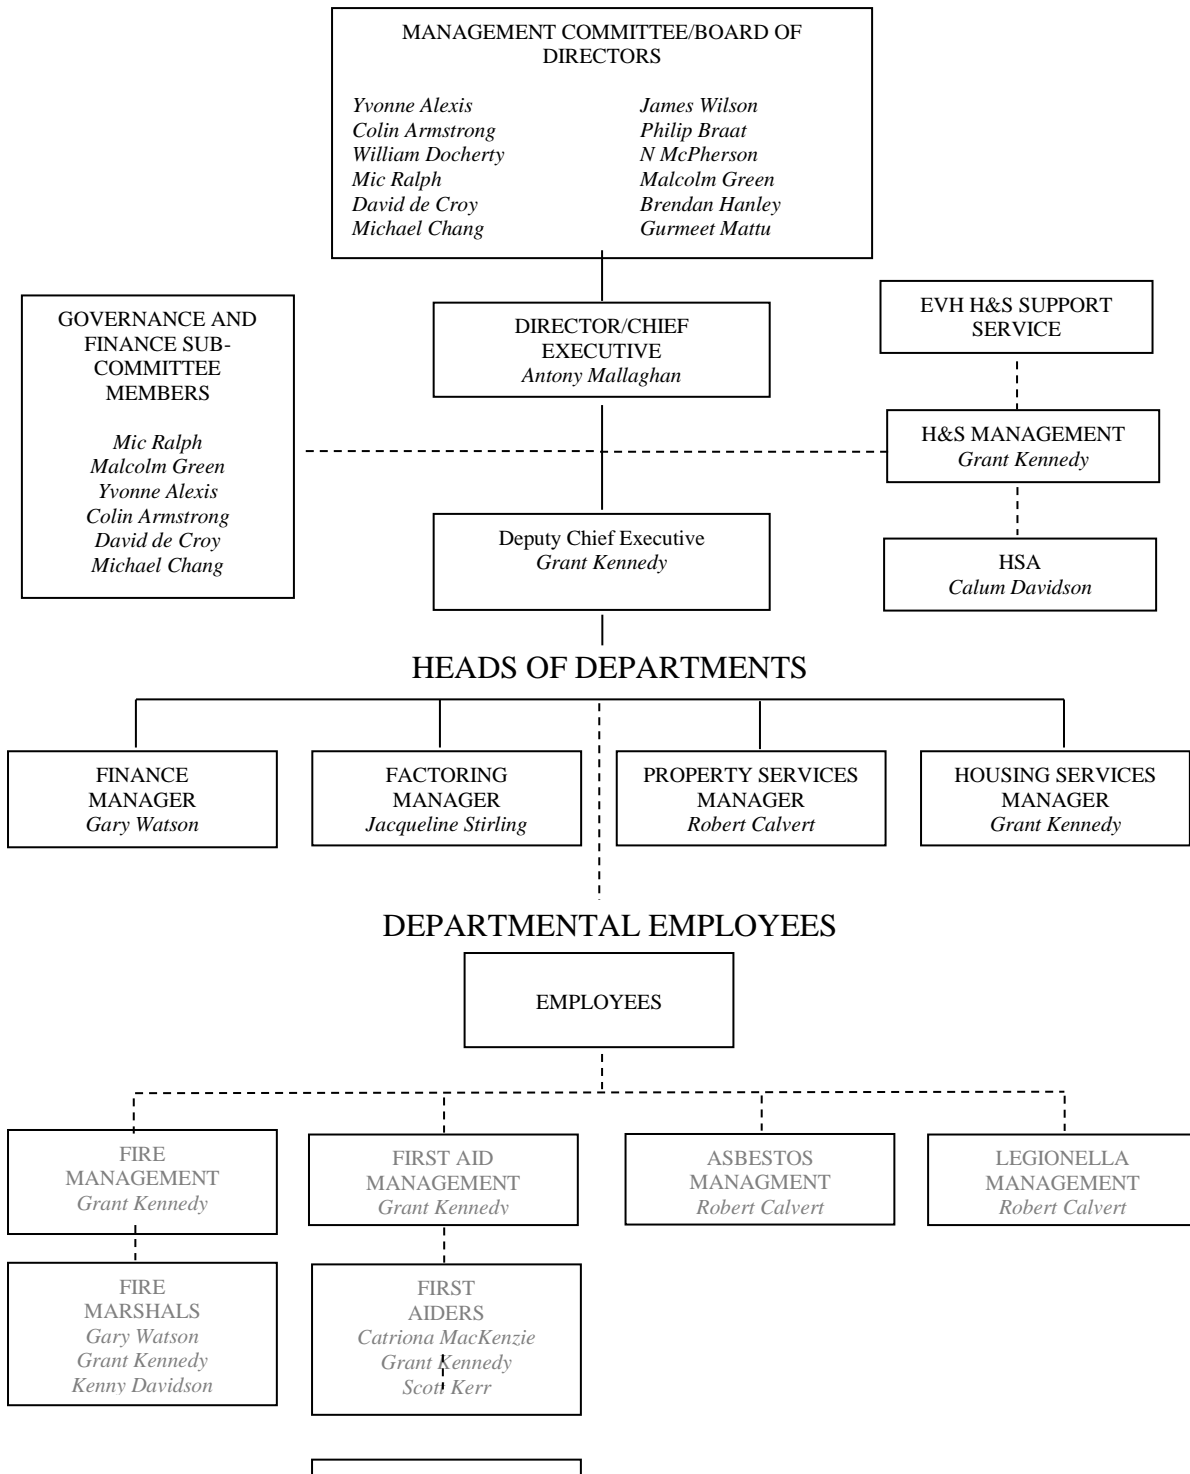 MANAGEMENT COMMITTEE/BOARD OF
DIRECTORS
Yvonne Alexis
Colin Armstrong
William Docherty
Mic Ralph
David de Croy
Michael Chang
James Wilson
Philip Braat
N McPherson
Malcolm Green
Brendan Hanley
Gurmeet Mattu
GOVERNANCE AND
FINANCE SUB-
COMMITTEE
MEMBERS
Mic Ralph
Malcolm Green
Yvonne Alexis
Colin Armstrong
David de Croy
Michael Chang
DIRECTOR/CHIEF
EXECUTIVE
Antony Mallaghan
EVH H&S SUPPORT
SERVICE
H&S MANAGEMENT
Grant Kennedy
Deputy Chief Executive
Grant Kennedy
HSA
Calum Davidson
HEADS OF DEPARTMENTS
FINANCE
MANAGER
Gary Watson
FACTORING
MANAGER
Jacqueline Stirling
PROPERTY SERVICES
MANAGER
Robert Calvert
HOUSING SERVICES
MANAGER
Grant Kennedy
DEPARTMENTAL EMPLOYEES
EMPLOYEES
FIRE
MANAGEMENT
Grant Kennedy
FIRST AID
MANAGEMENT
Grant Kennedy
ASBESTOS
MANAGMENT
Robert Calvert
LEGIONELLA
MANAGEMENT
Robert Calvert
FIRE
MARSHALS
Gary Watson
Grant Kennedy
Kenny Davidson
FIRST
AIDERS
Catriona MacKenzie
Grant Kennedy
Scott Kerr